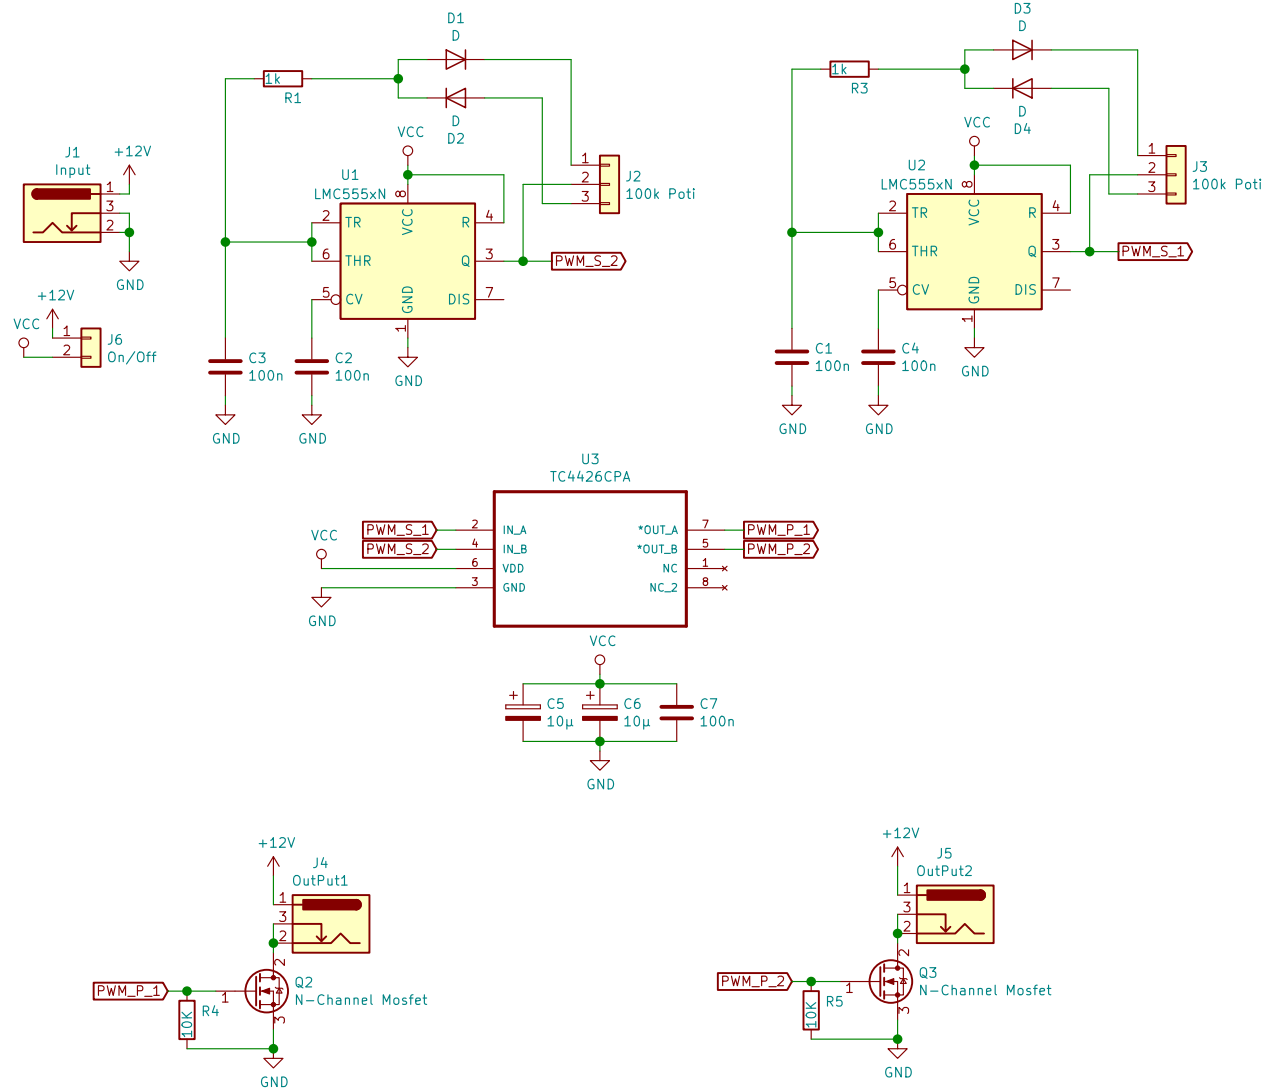 D1
D
1k
R1
D
D2
VCC
J1
Input
+12V
1
3
2
GND
+12V
VCC
1
2
J6
On/Off
U1
LMC555xN
8
VCC
2
TR
R
4
6
THR
Q
3
5
CV
GND
DIS
7
1
GND
1
2
3
J2
100k Poti
PWM_S_2
C3
100n
GND
C2
100n
GND
D3
D
1k
R3
D
D4
VCC
U2
LMC555xN
8
VCC
2
TR
R
4
6
THR
Q
3
5
CV
GND
DIS
7
1
GND
1
2
3
J3
100k Poti
PWM_S_1
C1
100n
GND
C4
100n
GND
U3
TC4426CPA
PWM_S_1
2
IN_A
*OUT_A
7
PWM_P_1
PWM_S_2
4
IN_B
*OUT_B
5
PWM_P_2
VCC
6
VDD
NC
1
3
GND
NC_2
8
GND
VCC
+
C5
10µ
+
C6
10µ
C7
100n
GND
+12V
J4
OutPut1
1
3
2
2
Q2
N-Channel Mosfet
PWM_P_1
1
10K
R4
3
GND
+12V
J5
OutPut2
1
3
2
2
Q3
N-Channel Mosfet
PWM_P_2
1
10K
R5
3
GND